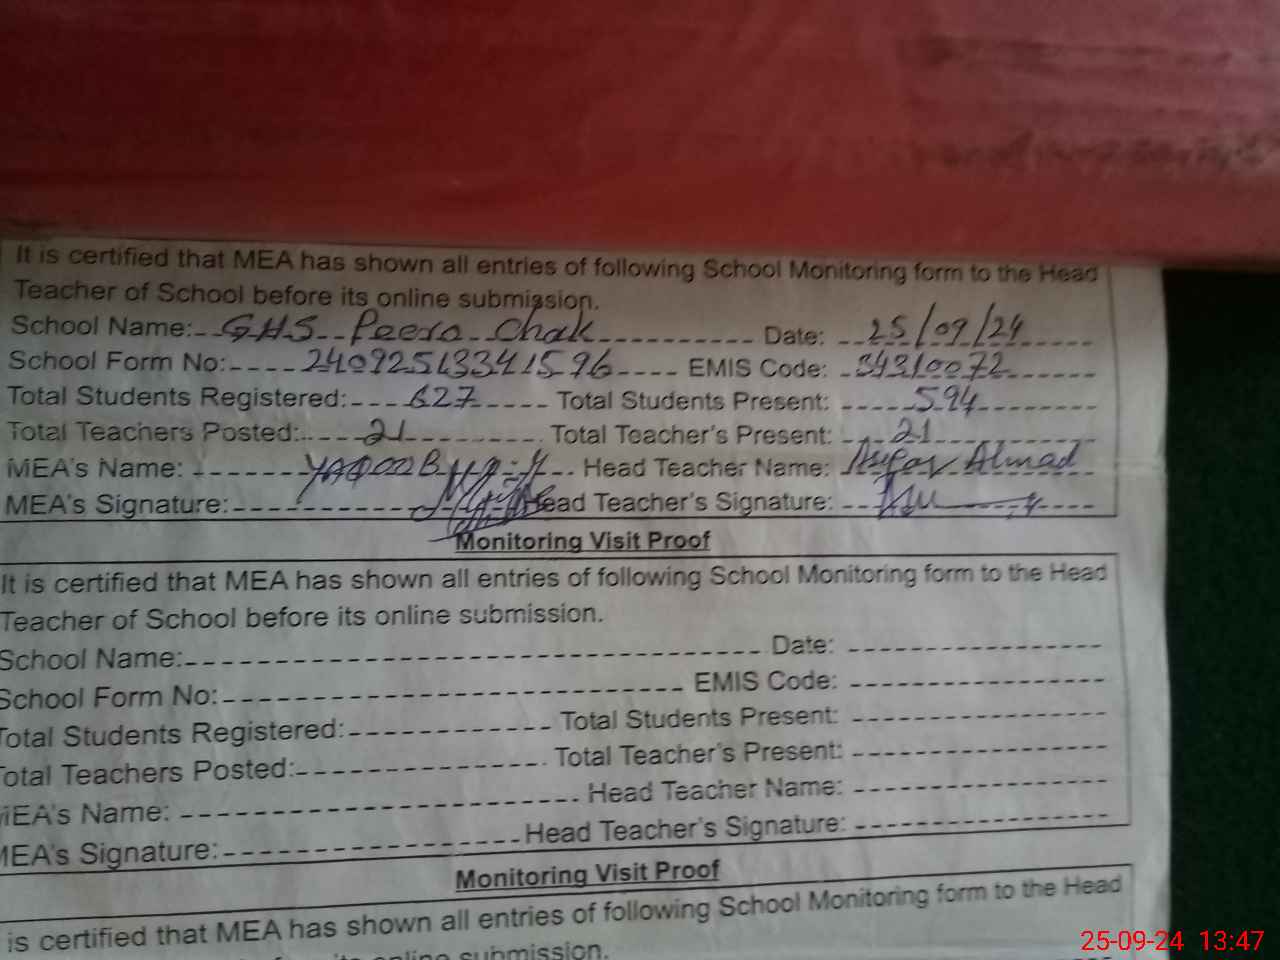 It is certified that MEA has shown all entries of following School Monitoring form to the Head
Teacher of School before its online submission.
School Name: GHS Peero Chak Date: 25/09/24
School Form No: 24092513341596 EMIS Code: 34310072
Total Students Registered: 627 Total Students Present: 594
Total Teachers Posted: 21 Total Teacher's Present: 21
MEA's Name: YAQOOB Head Teacher Name: Ahmad
MEA's Signature: Head Teacher's Signature:
Monitoring Visit Proof
It is certified that MEA has shown all entries of following School Monitoring form to the Head
Teacher of School before its online submission.
School Name: Date:
School Form No: EMIS Code:
Total Students Registered: Total Students Present:
Total Teachers Posted: Total Teacher's Present:
MEA's Name: Head Teacher Name:
MEA's Signature: Head Teacher's Signature:
Monitoring Visit Proof
is certified that MEA has shown all entries of following School Monitoring form to the Head
its online submission.
25-09-24 13:47